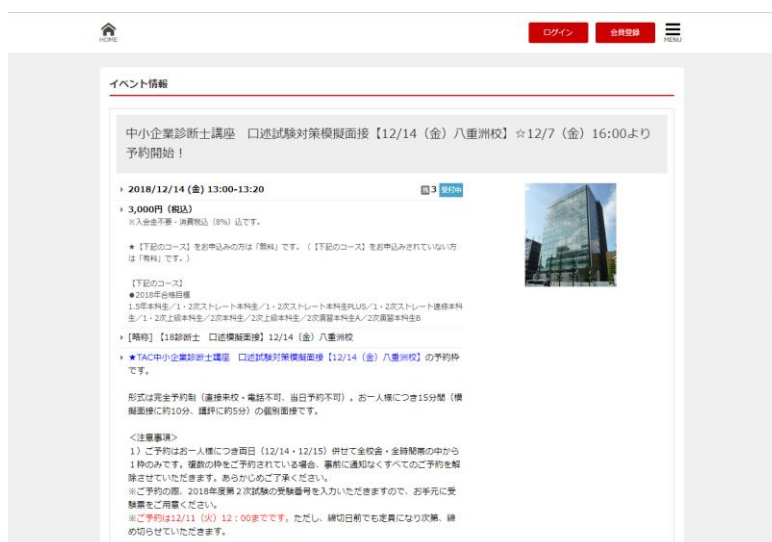 HOME
ログイン
会員登録
MENU
イベント情報
中小企業診断士講座 口述試験対策模擬面接【12/14（金）八重洲校】☆12/7（金）16:00より
予約開始！
2018/12/14 (金) 13:00-13:20
残3 受付中
3,000円（税込）
※入会金不要・消費税込（8%）込です。
★【下記のコース】をお申込みの方は「無料」です。（【下記のコース】をお申込みされていない方
は「有料」です。）
【下記のコース】
●2018年合格目標
1.5年本科生／1・2次ストレート本科生／1・2次ストレート本科生PLUS／1・2次ストレート速修本科
生／1・2次上級本科生／2次本科生／2次上級本科生／2次演習本科生A／2次演習本科生B
[略称]【18診断士 口述模擬面接】12/14（金）八重洲校
★TAC中小企業診断士講座 口述試験対策模擬面接【12/14（金）八重洲校】の予約枠
です。
形式は完全予約制（直接来校・電話不可、当日予約不可）。お一人様につき15分間（模
擬面接に約10分、講評に約5分）の個別面接です。
＜注意事項＞
1）ご予約はお一人様につき両日（12/14・12/15）併せて全校舎・全時間帯の中から
1枠のみです。複数の枠をご予約されている場合、事前に通知なくすべてのご予約を解
除させていただきます。あらかじめご了承ください。
※ご予約の際、2018年度第2次試験の受験番号を入力いただきますので、お手元に受
験票をご用意ください。
※ご予約は12/11（火）12：00までです。ただし、締切日前でも定員になり次第、締
め切らせていただきます。